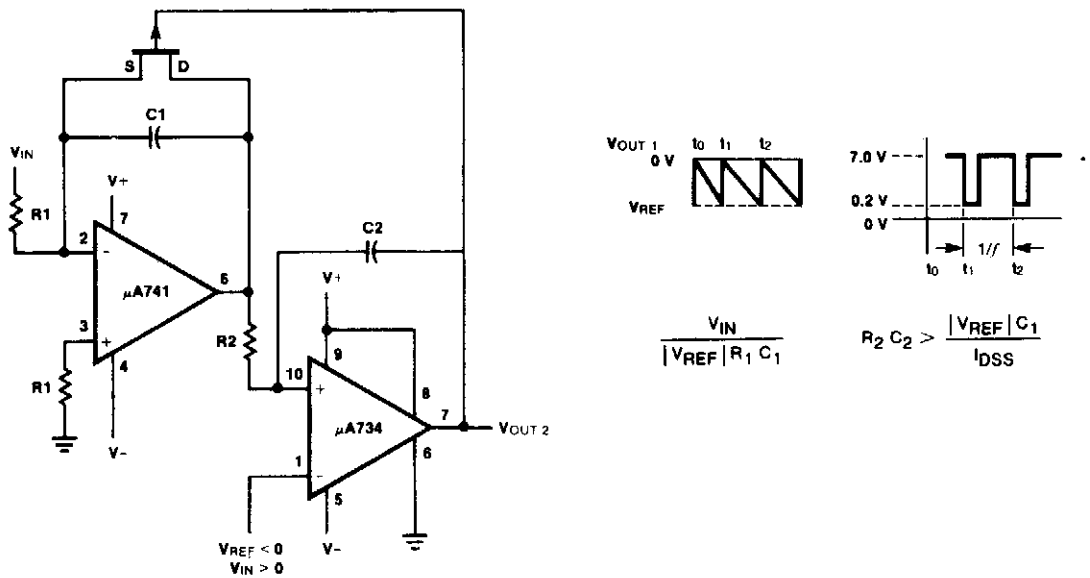 S D
C1
VIN
V+
R1
7
2
-
µA741
6
3
+
4
R1
V–
R2
C2
V+
9
10
+
8
µA734
7
VOUT 2
6
1
-
5
VREF < 0
VIN > 0
V–
VOUT 1 t0 t1 t2
0 V
VREF
7.0 V
0.2 V
0 V
1/f
t0 t1 t2
VIN
|VREF| R1 C1
R2 C2 > |VREF| C1
IDSS